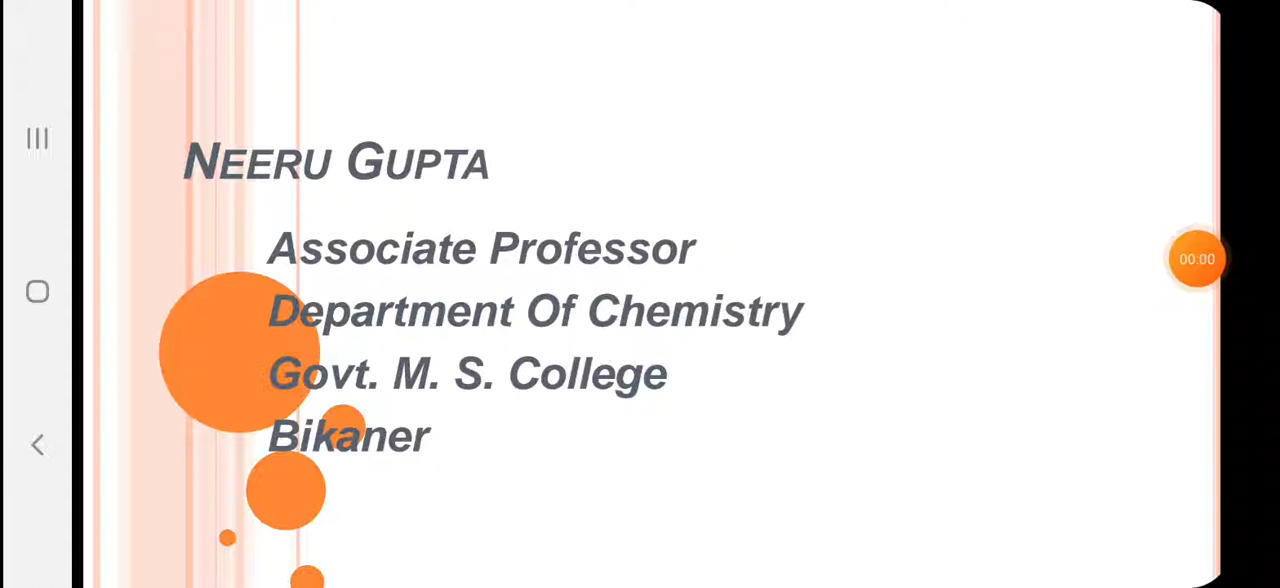 NEERU GUPTA
Associate Professor
Department Of Chemistry
Govt. M. S. College
Bikaner
00:00